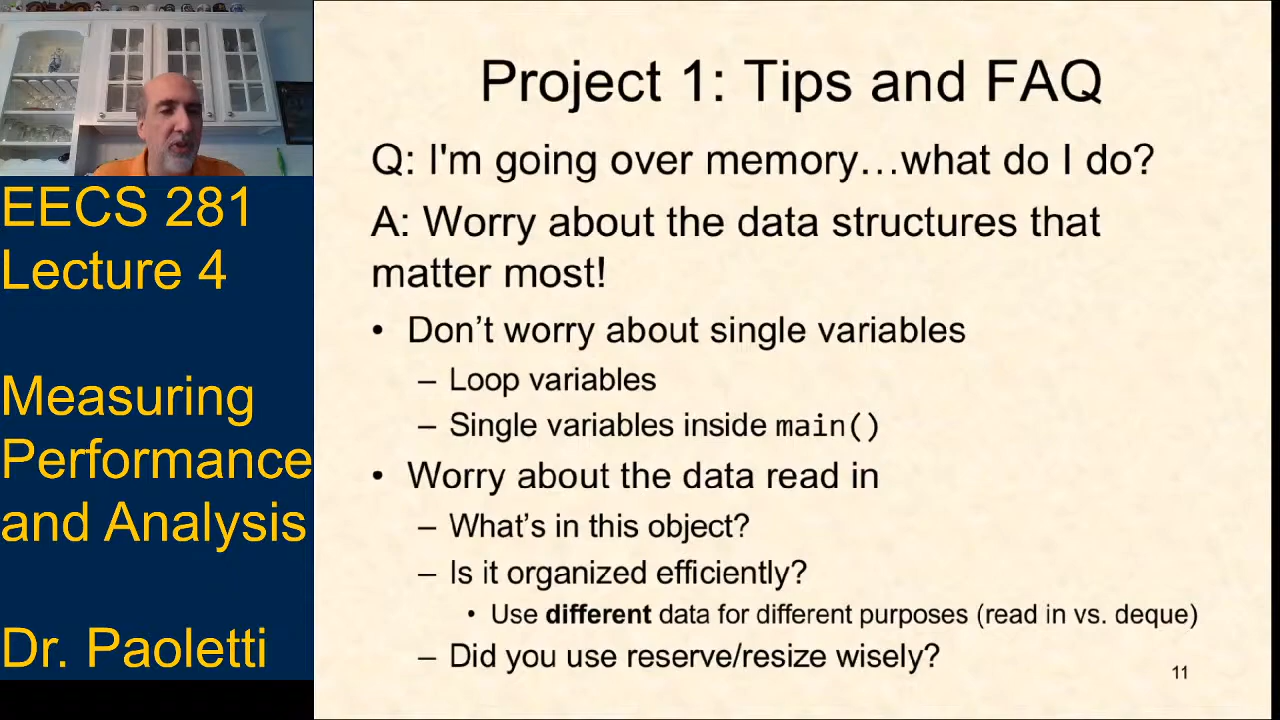 EECS 281
Lecture 4
Measuring
Performance
and Analysis
Dr. Paoletti
Project 1: Tips and FAQ
Q: I'm going over memory…what do I do?
A: Worry about the data structures that
matter most!
• Don’t worry about single variables
– Loop variables
– Single variables inside main()
• Worry about the data read in
– What’s in this object?
– Is it organized efficiently?
• Use different data for different purposes (read in vs. deque)
– Did you use reserve/resize wisely?
11